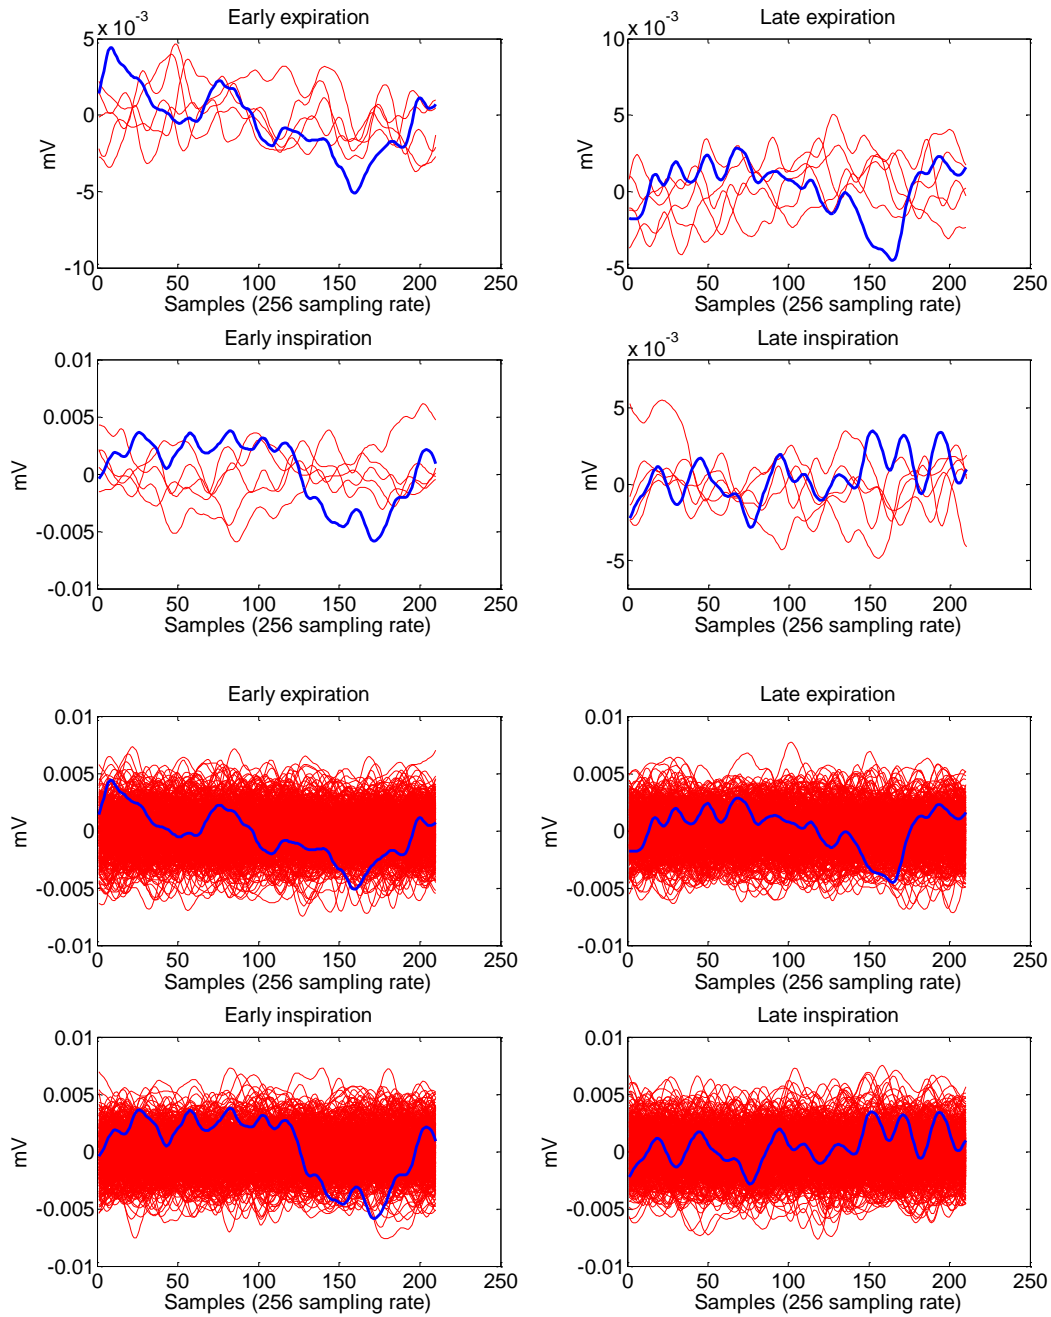 Early expiration
x 10-3
5
0
-5
-10
mV
0 50 100 150 200 250
Samples (256 sampling rate)
Late expiration
x 10-3
10
5
0
-5
mV
0 50 100 150 200 250
Samples (256 sampling rate)
Early inspiration
0.01
0.005
0
-0.005
-0.01
mV
0 50 100 150 200 250
Samples (256 sampling rate)
Late inspiration
x 10-3
5
0
-5
mV
0 50 100 150 200
Samples (256 sampling rate)
Early expiration
0.01
0.005
0
-0.005
-0.01
mV
0 50 100 150 200 250
Samples (256 sampling rate)
Late expiration
0.01
0.005
0
-0.005
-0.01
mV
0 50 100 150 200 250
Samples (256 sampling rate)
Early inspiration
0.01
0.005
0
-0.005
-0.01
mV
0 50 100 150 200 250
Samples (256 sampling rate)
Late inspiration
0.01
0.005
0
-0.005
-0.01
mV
0 50 100 150 200 250
Samples (256 sampling rate)